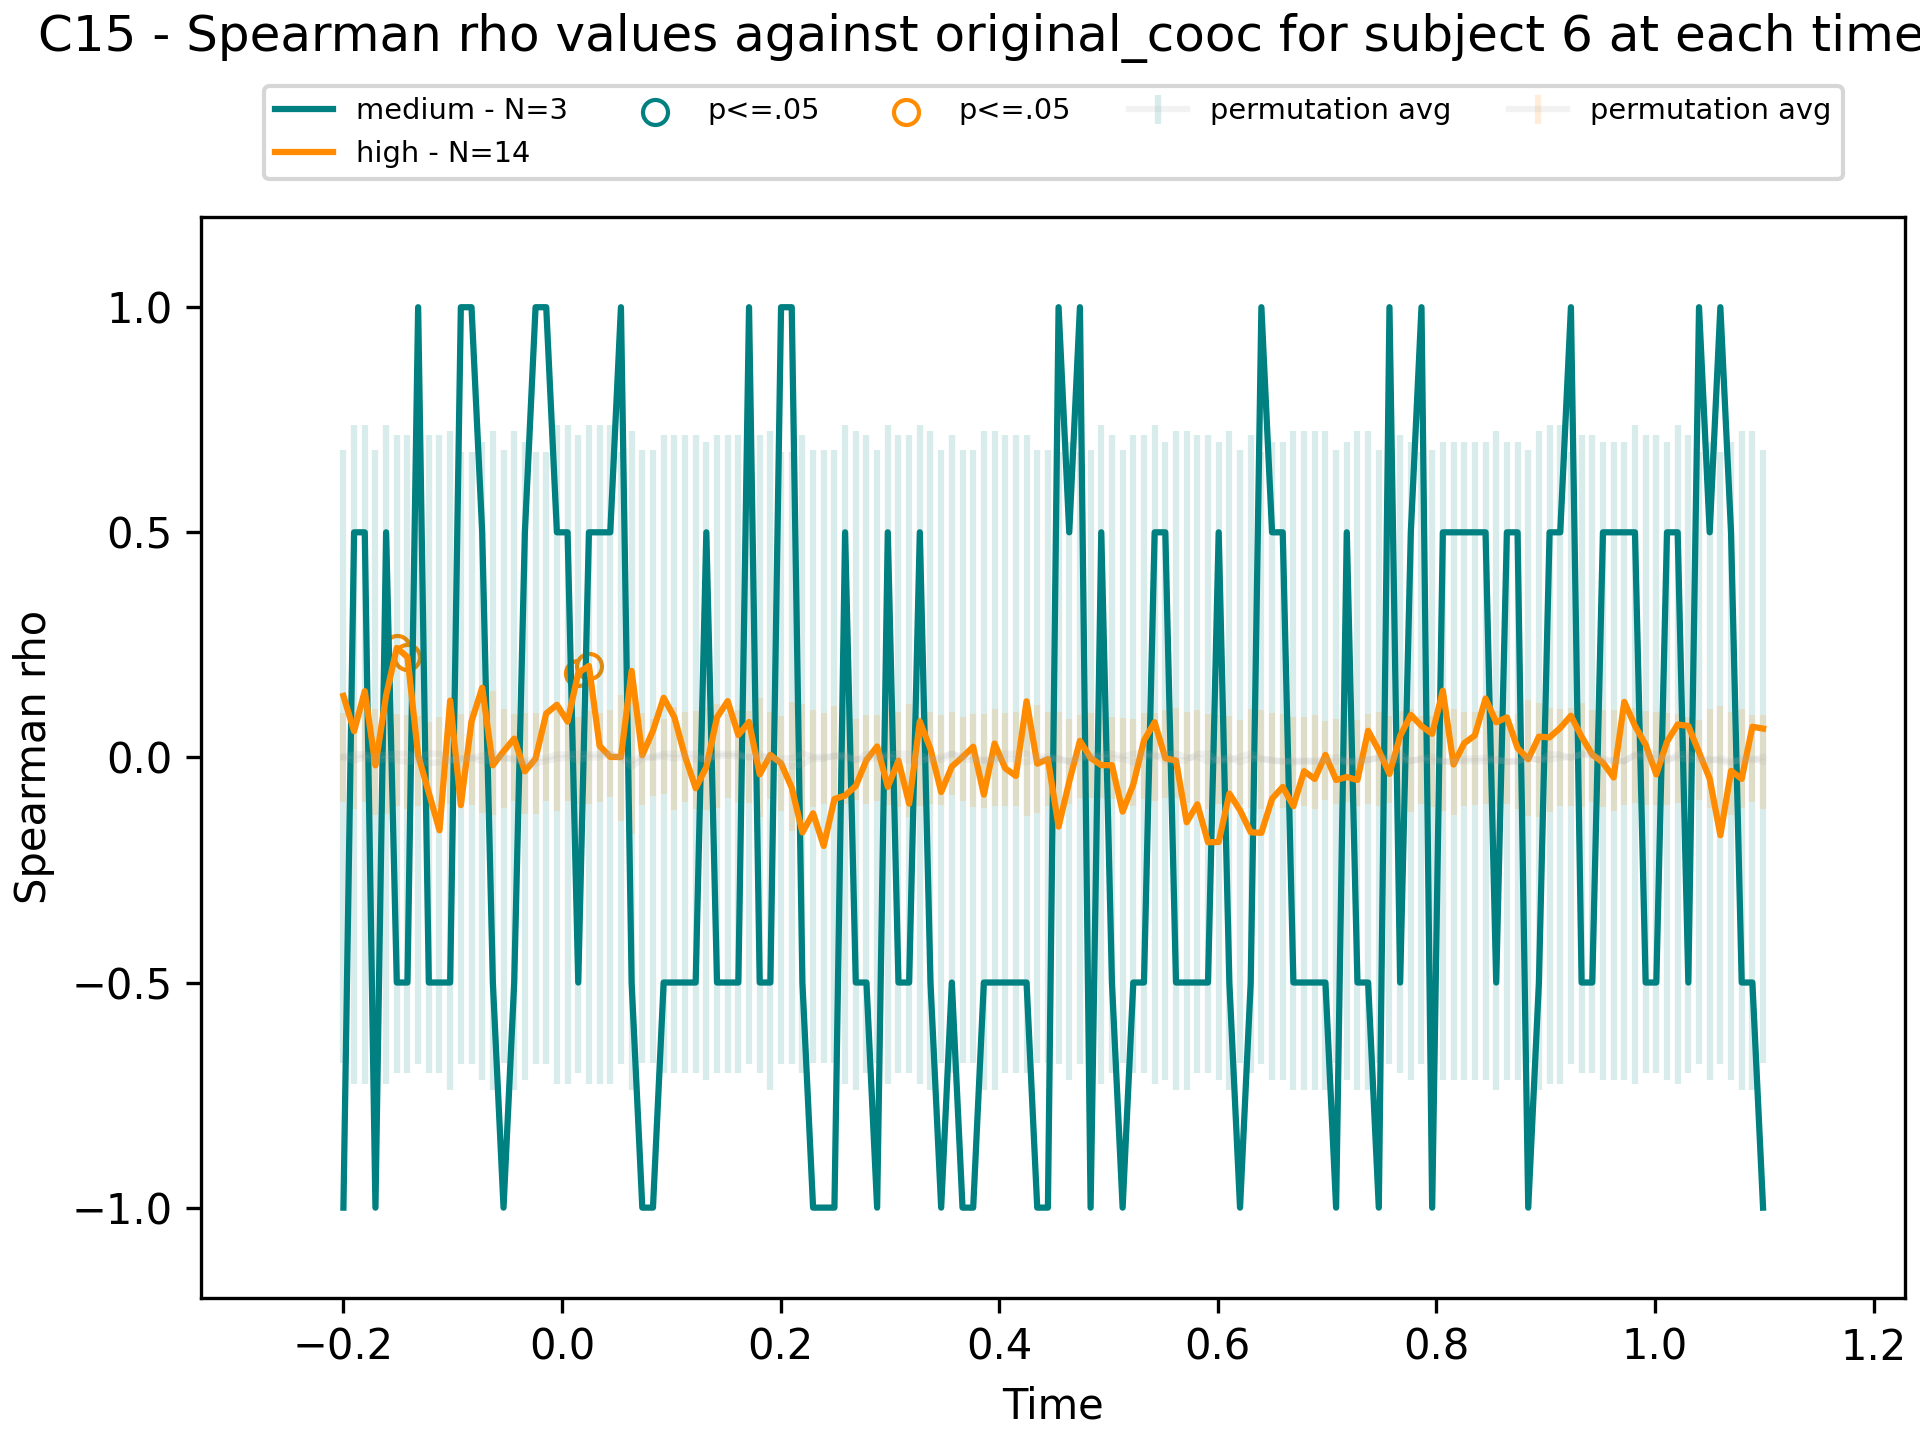 C15 - Spearman rho values against original_cooc for subject 6 at each time
medium - N=3
high - N=14
p<=.05
p<=.05
permutation avg
permutation avg
Spearman rho
1.0
0.5
0.0
−0.5
−1.0
−0.2 0.0 0.2 0.4 0.6 0.8 1.0 1.2
Time